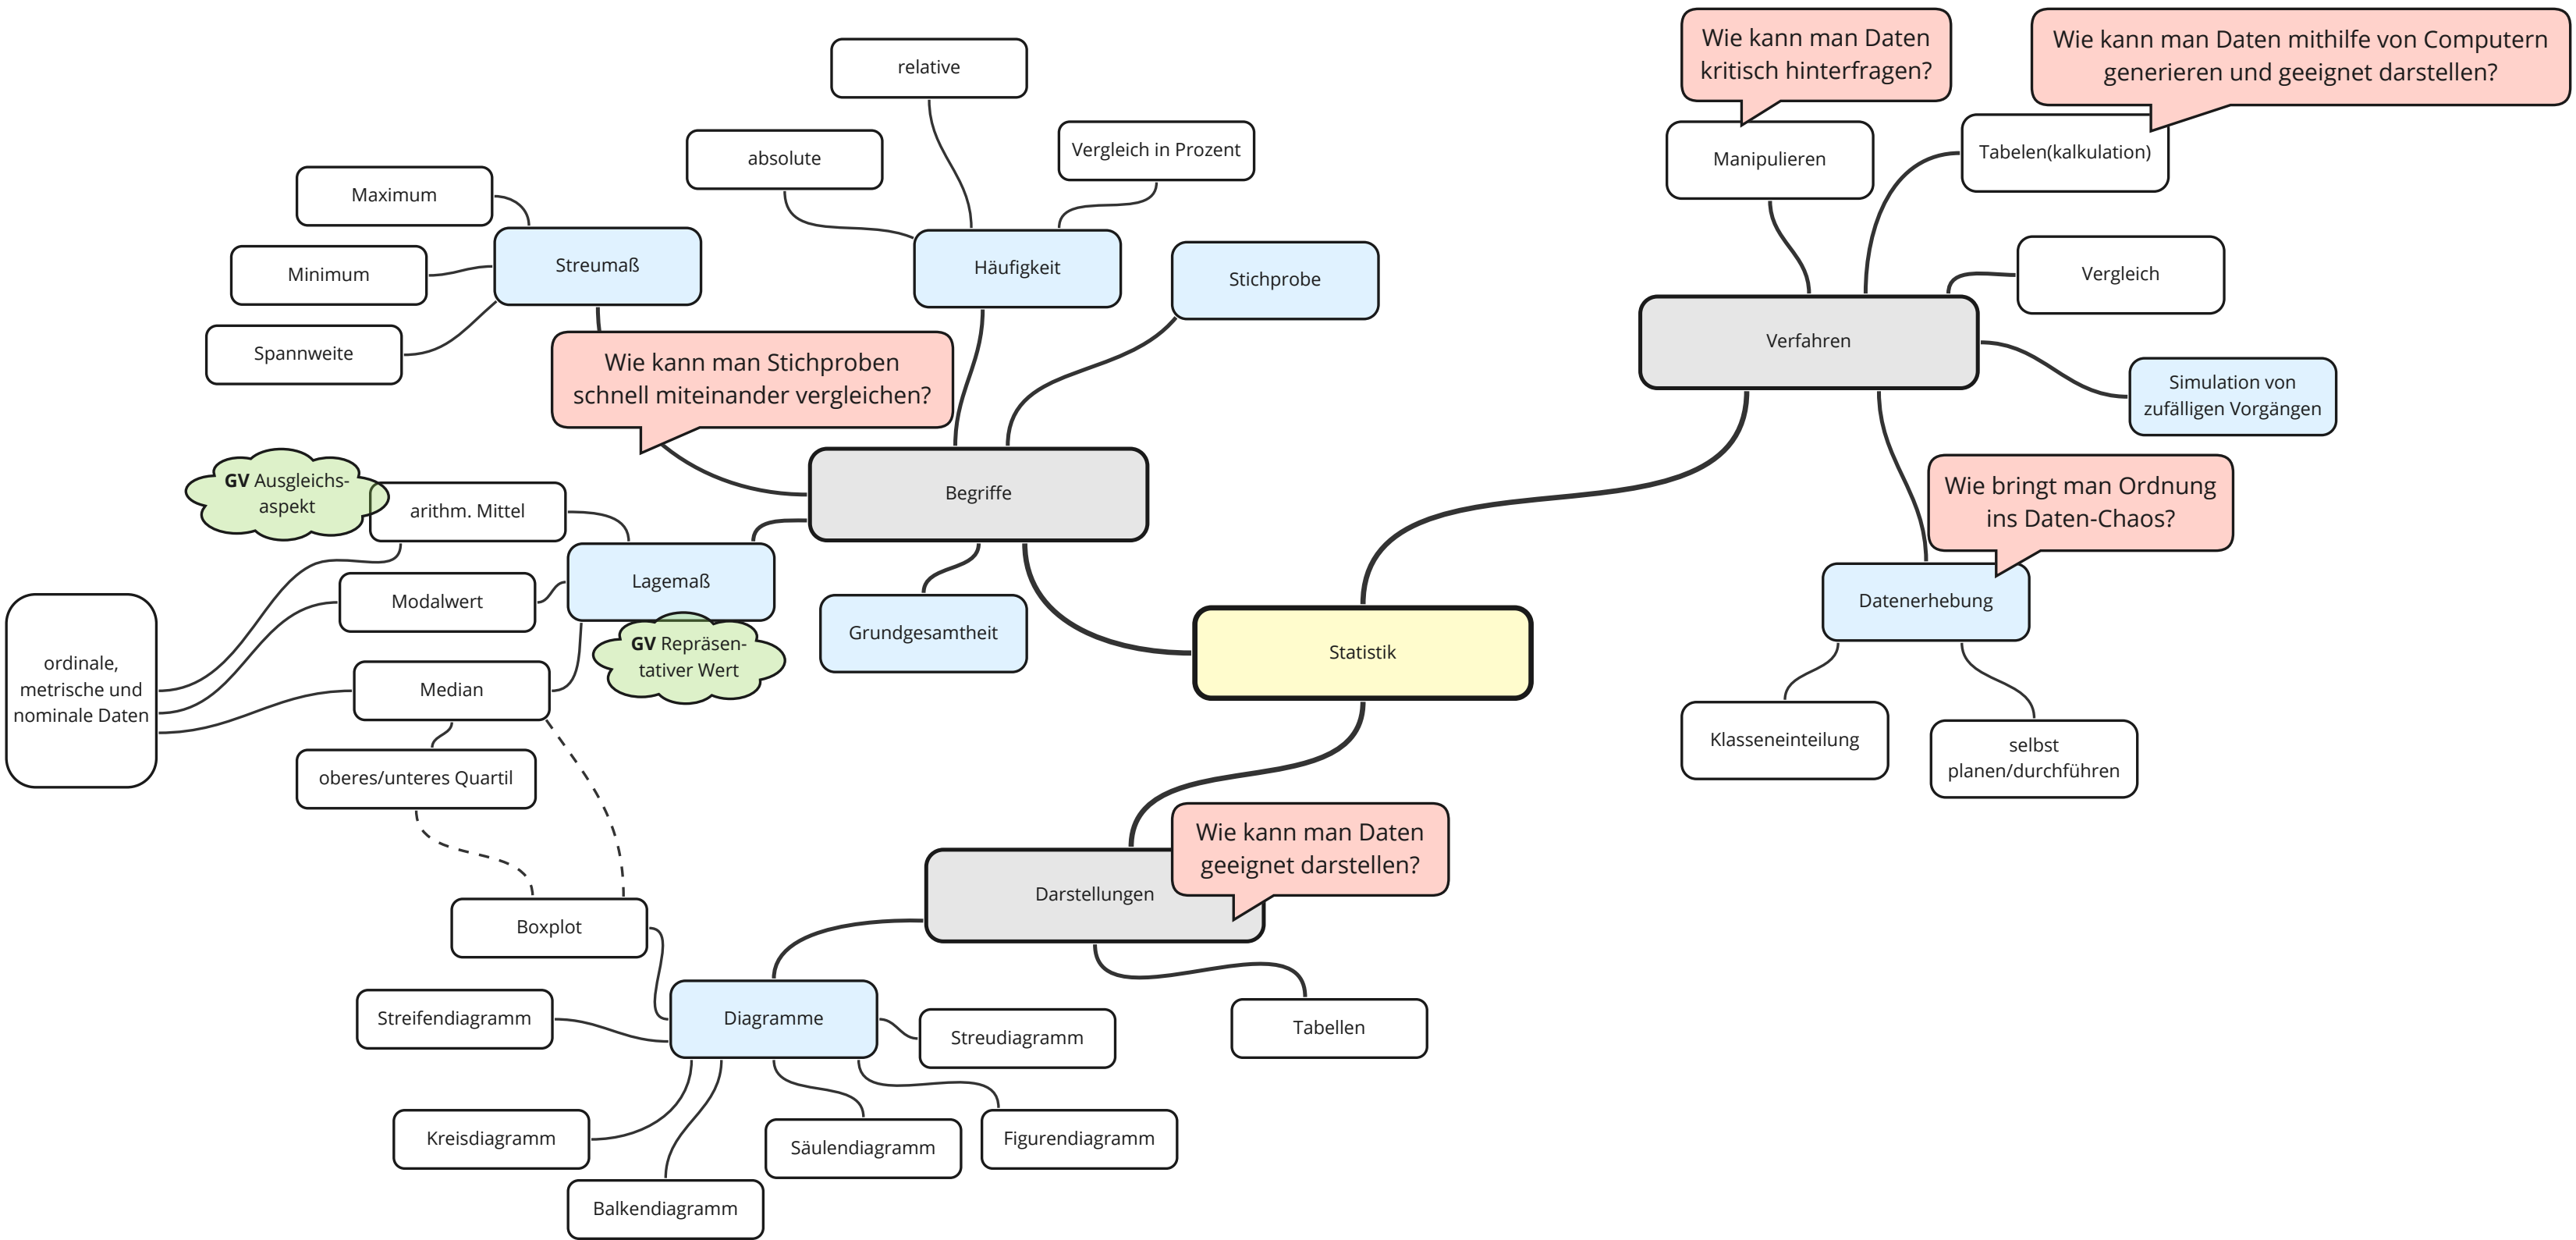 Wie kann man Daten
kritisch hinterfragen?
Wie kann man Daten mithilfe von Computern
generieren und geeignet darstellen?
relative
absolute
Vergleich in Prozent
Manipulieren
Tabelen(kalkulation)
Maximum
Minimum
Spannweite
Streumaß
Häufigkeit
Stichprobe
Vergleich
Verfahren
Simulation von
zufälligen Vorgängen
Wie kann man Stichproben
schnell miteinander vergleichen?
GV Ausgleichs-
aspekt
arithm. Mittel
Begriffe
Wie bringt man Ordnung
ins Daten-Chaos?
Modalwert
Lagemaß
GV Repräsen-
tativer Wert
Grundgesamtheit
Statistik
Datenerhebung
ordinale,
metrische und
nominale Daten
Median
oberes/unteres Quartil
Klasseneinteilung
selbst
planen/durchführen
Wie kann man Daten
geeignet darstellen?
Darstellungen
Boxplot
Streifendiagramm
Diagramme
Streudiagramm
Tabellen
Kreisdiagramm
Säulendiagramm
Figurendiagramm
Balkendiagramm